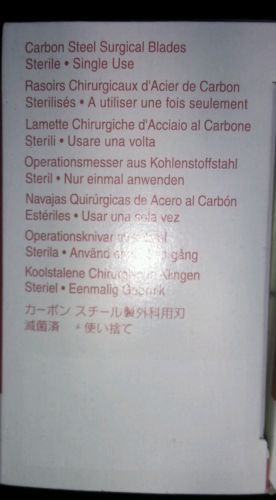 Carbon Steel Surgical Blades
Sterile • Single Use
Rasoirs Chirurgicaux d'Acier de Carbon
Sterilisés • A utiliser une fois seulement
Lamette Chirurgiche d'Acciaio al Carbone
Sterili • Usare una volta
Operationsmesser aus Kohlenstoffstahl
Steril • Nur einmal anwenden
Navajas Quirúrgicas de Acero al Carbón
Estériles • Usar una sola vez
Operationsknivar
Sterila • Använd gång
Koolstalene Klingen
Steriel • Eenmalig Gebruik
カーボン スチール製外科用刃
滅菌済 • 使い捨て